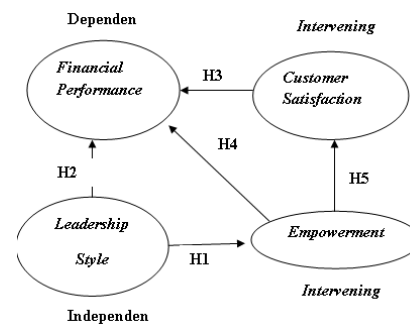 Dependen
Intervening
Financial
Performance
H3
Customer
Satisfaction
H4
H2
H5
Leadership
Style
H1
Empowerment
Intervening
Independen